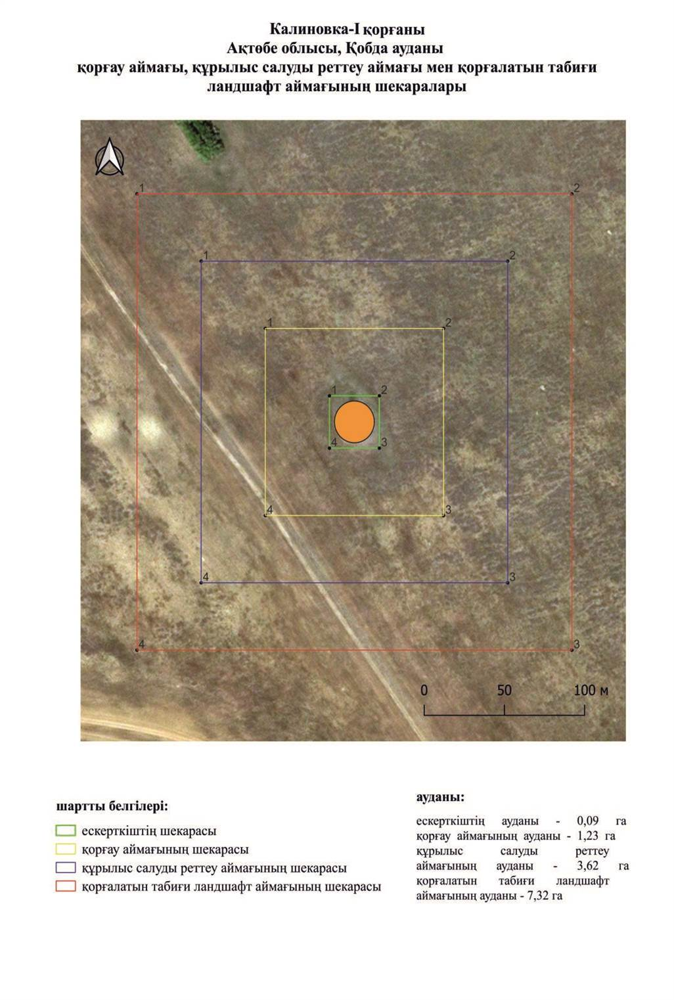 Калиновка-I қорғаны
Ақтөбе облысы, Қобда ауданы
қорғау аймағы, құрылыс салуды реттеу аймағы мен қорғалатын табиғи
ландшафт аймағының шекаралары
1
2
1
2
1
2
1
2
4
3
4
3
4
3
4
3
0 50 100 м
шартты белгілері:
ескерткіштің шекарасы
қорғау аймағының шекарасы
құрылыс салуды реттеу аймағының шекарасы
қорғалатын табиғи ландшафт аймағының шекарасы
ауданы:
ескерткіштің ауданы - 0,09 га
қорғау аймағының ауданы - 1,23 га
құрылыс салуды реттеу
аймағының ауданы - 3,62 га
қорғалатын табиғи ландшафт
аймағының ауданы - 7,32 га